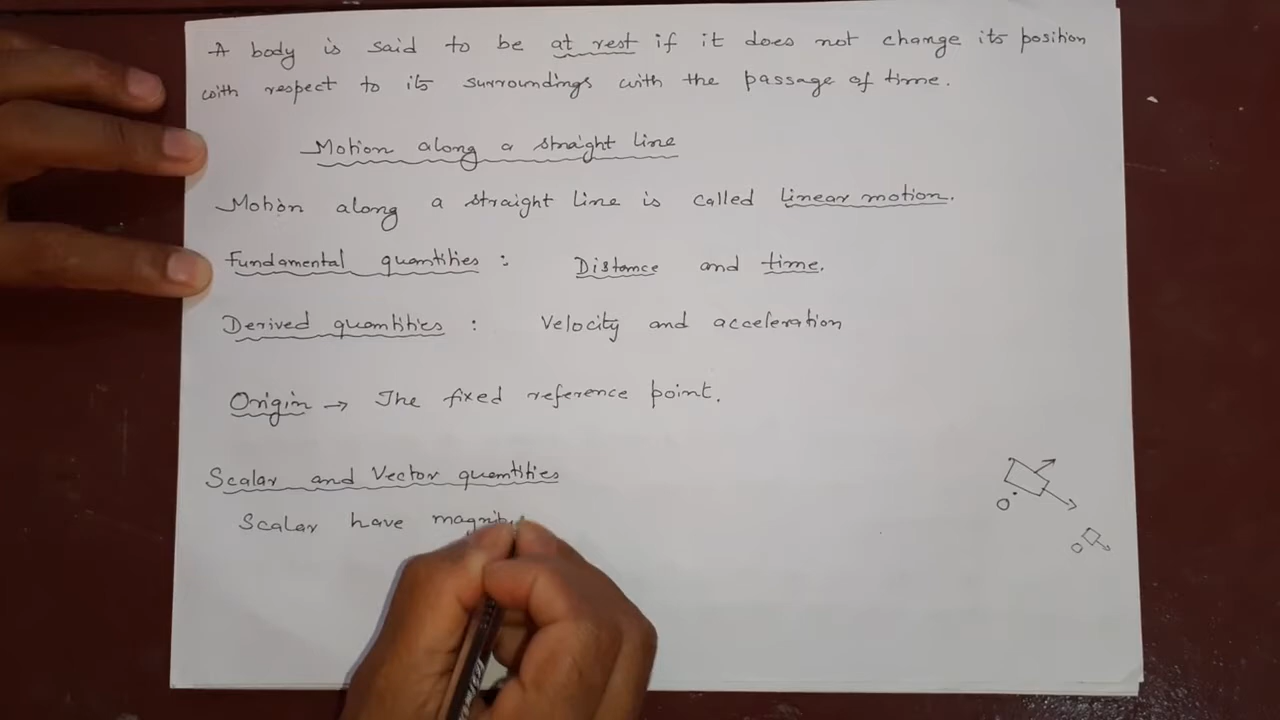 A body is said to be at rest if it does not change its position
with respect to its surroundings with the passage of time.
Motion along a straight line
Motion along a straight line is called linear motion.
Fundamental quantities : Distance and time.
Derived quantities : Velocity and acceleration
Origin → The fixed reference point.
Scalar and Vector quantities
Scalar have